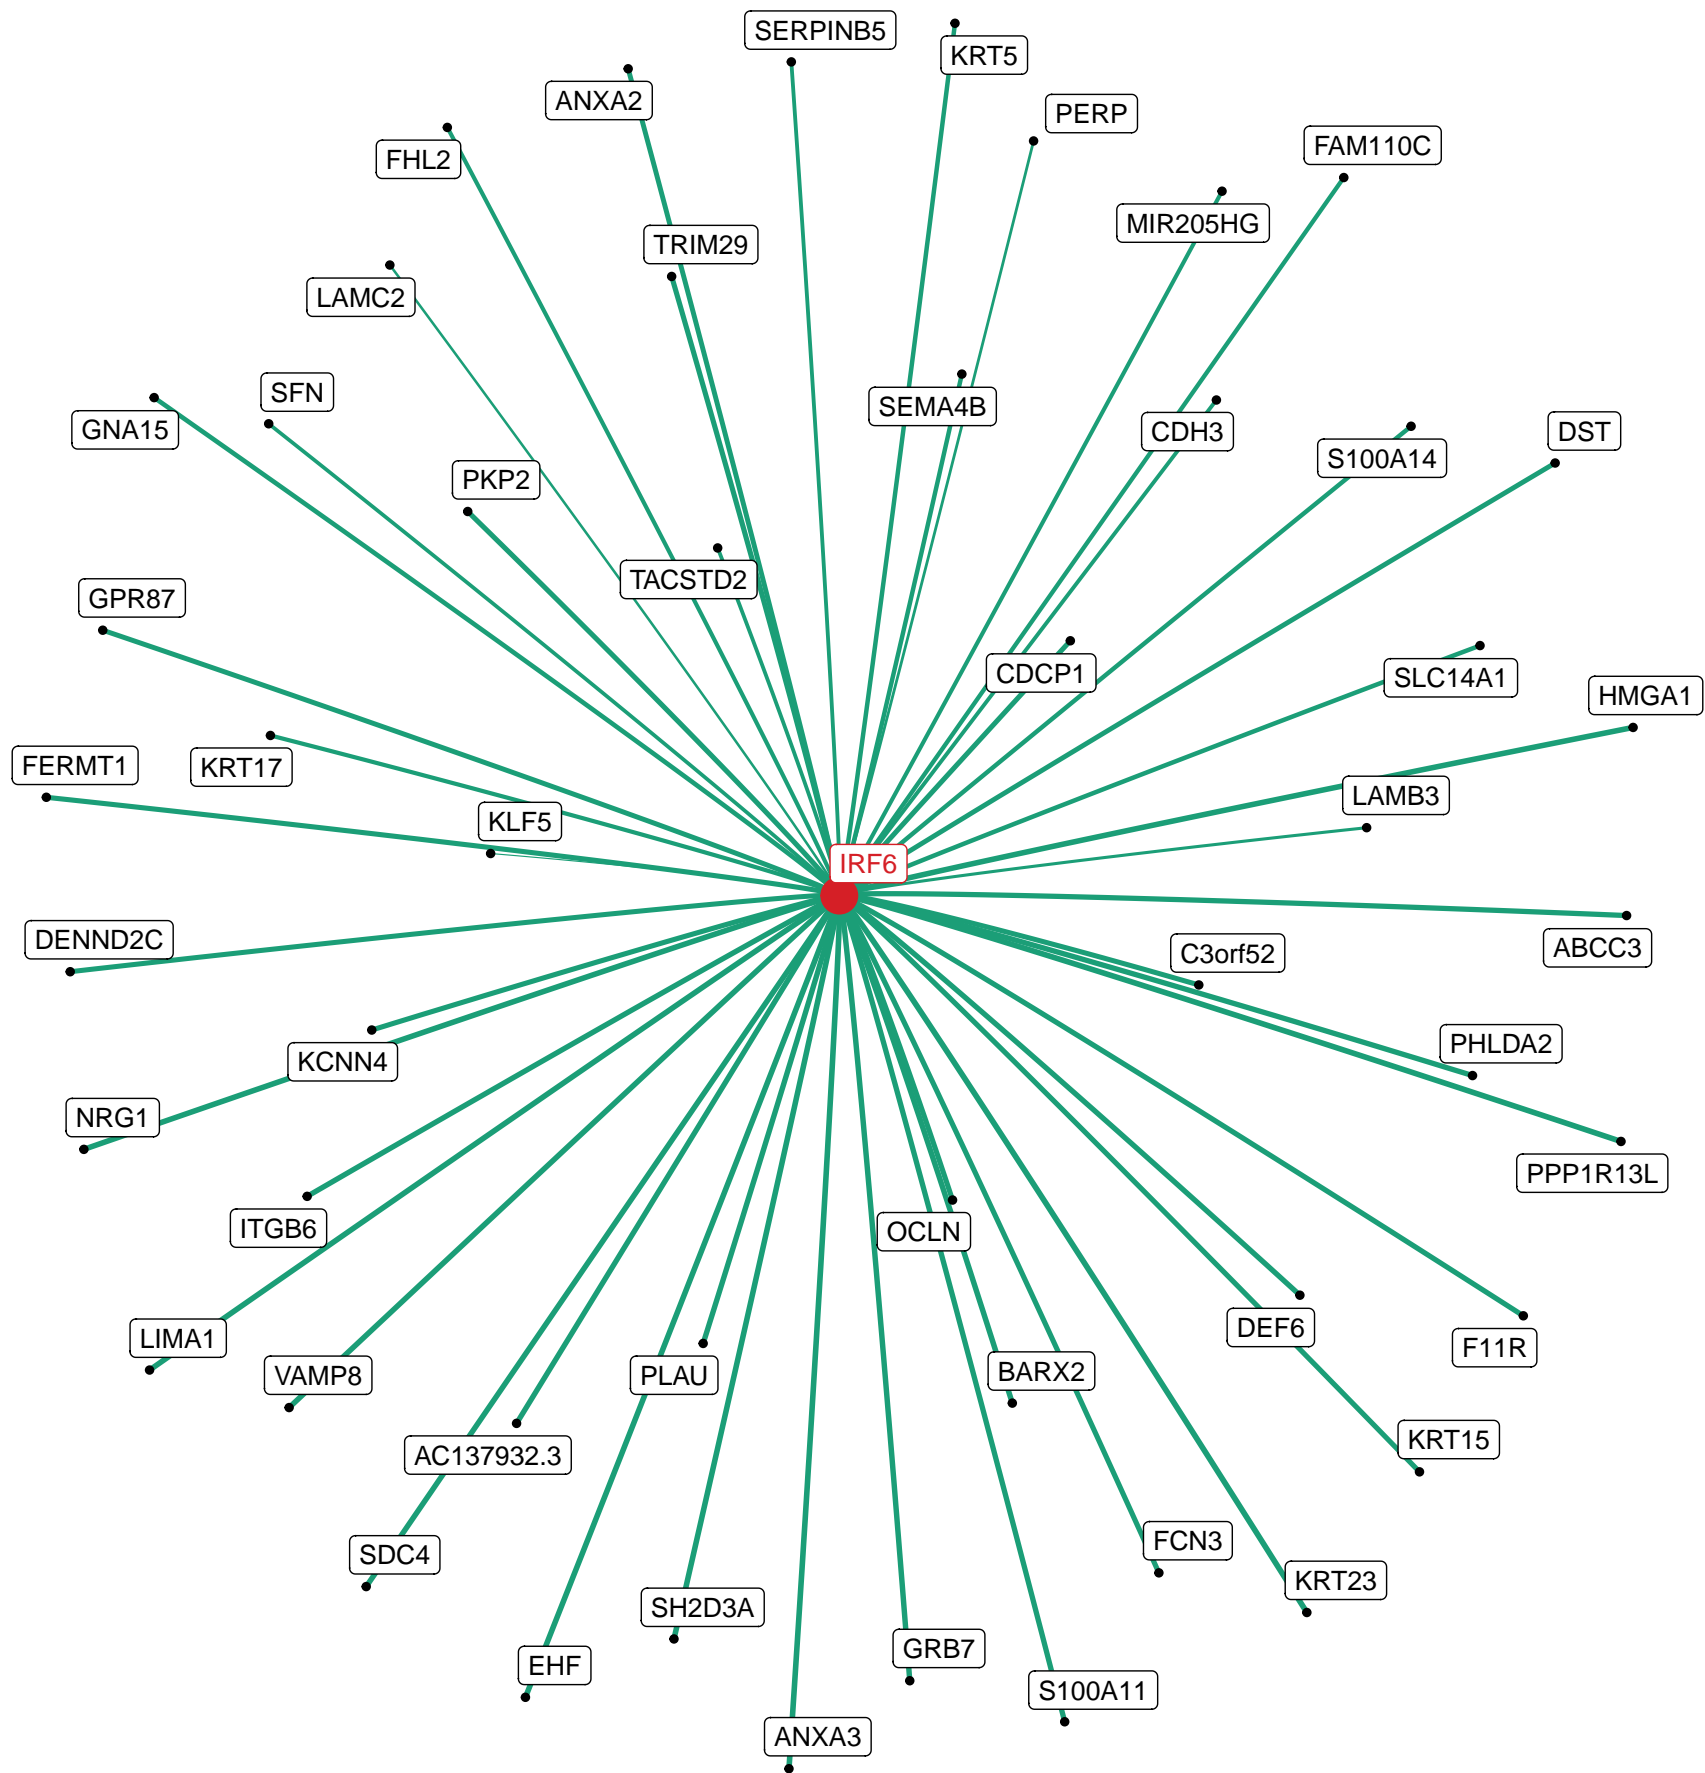 SERPINB5
KRT5
ANXA2
PERP
FHL2
FAM110C
MIR205HG
TRIM29
LAMC2
SFN
SEMA4B
GNA15
CDH3
DST
S100A14
PKP2
TACSTD2
GPR87
CDCP1
SLC14A1
HMGA1
FERMT1
KRT17
LAMB3
KLF5
IRF6
DENND2C
ABCC3
C3orf52
PHLDA2
KCNN4
NRG1
PPP1R13L
ITGB6
OCLN
DEF6
LIMA1
F11R
VAMP8
PLAU
BARX2
KRT15
AC137932.3
FCN3
SDC4
KRT23
SH2D3A
GRB7
EHF
S100A11
ANXA3